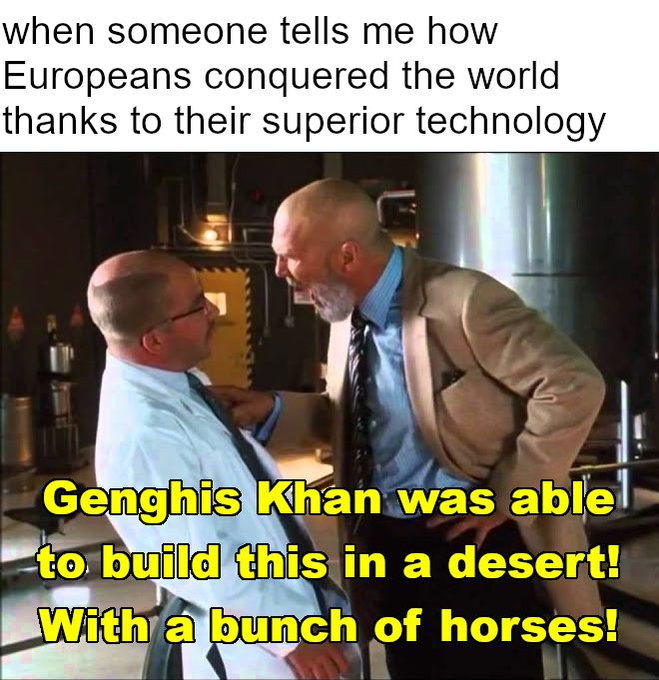 when someone tells me how
Europeans conquered the world
thanks to their superior technology
Genghis Khan was able
to build this in a desert!
With a bunch of horses!